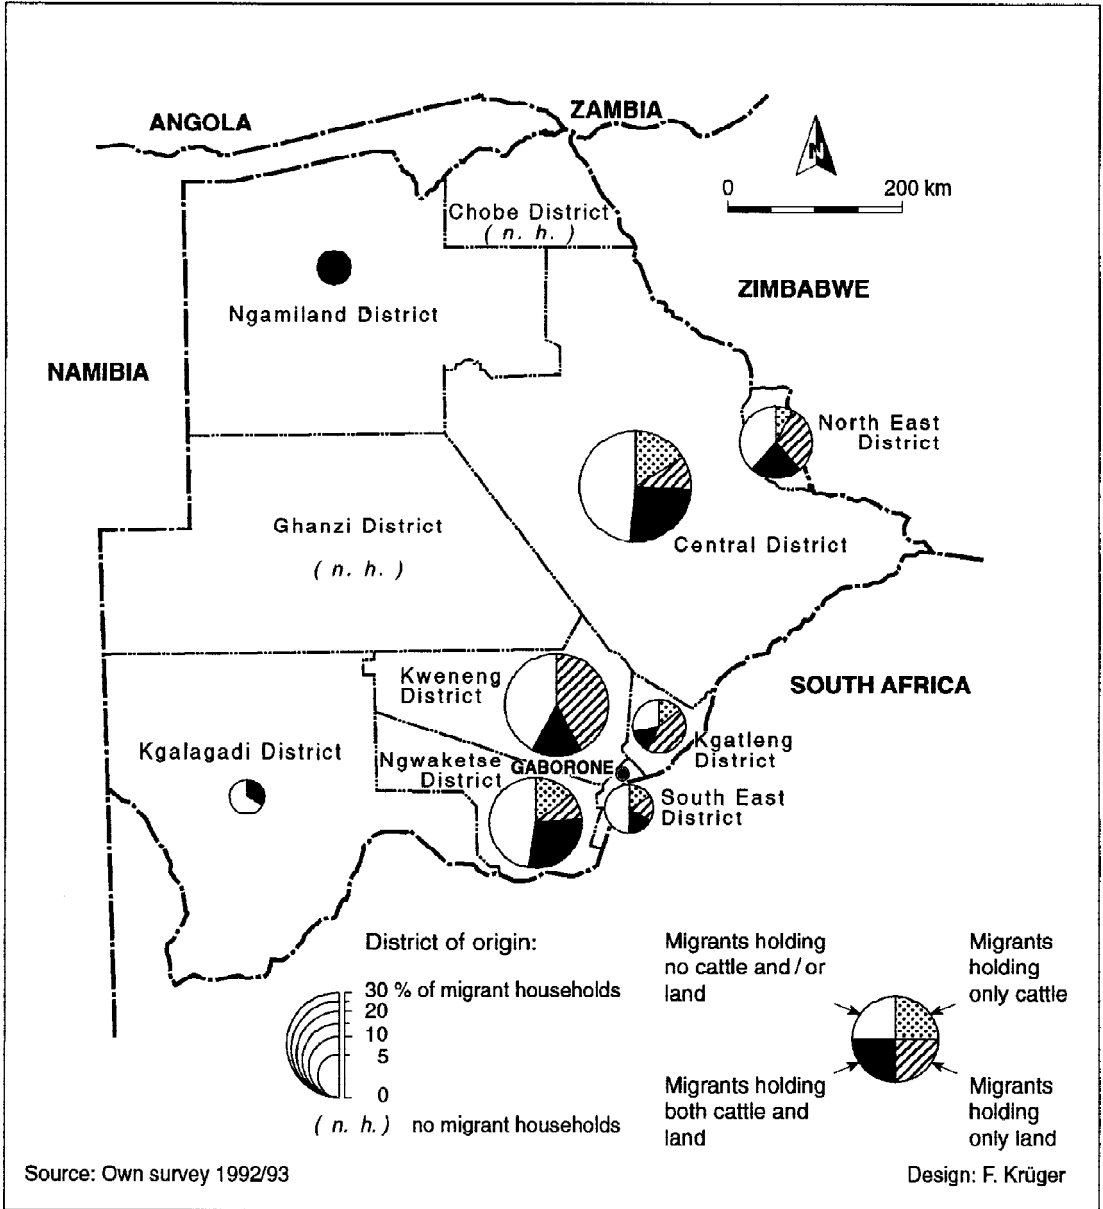 ANGOLA
ZAMBIA
N
0 200 km
Chobe District
( n. h. )
ZIMBABWE
Ngamiland District
NAMIBIA
North East
District
Ghanzi District
( n. h. )
Central District
Kweneng
District
SOUTH AFRICA
Kgatleng
District
Kgalagadi District
Ngwaketse
District
GABORONE
South East
District
District of origin:
30 % of migrant households
20
10
5
0
( n. h. ) no migrant households
Migrants holding
no cattle and / or
land
Migrants
holding
only cattle
Migrants holding
both cattle and
land
Migrants
holding
only land
Source: Own survey 1992/93
Design: F. Krüger